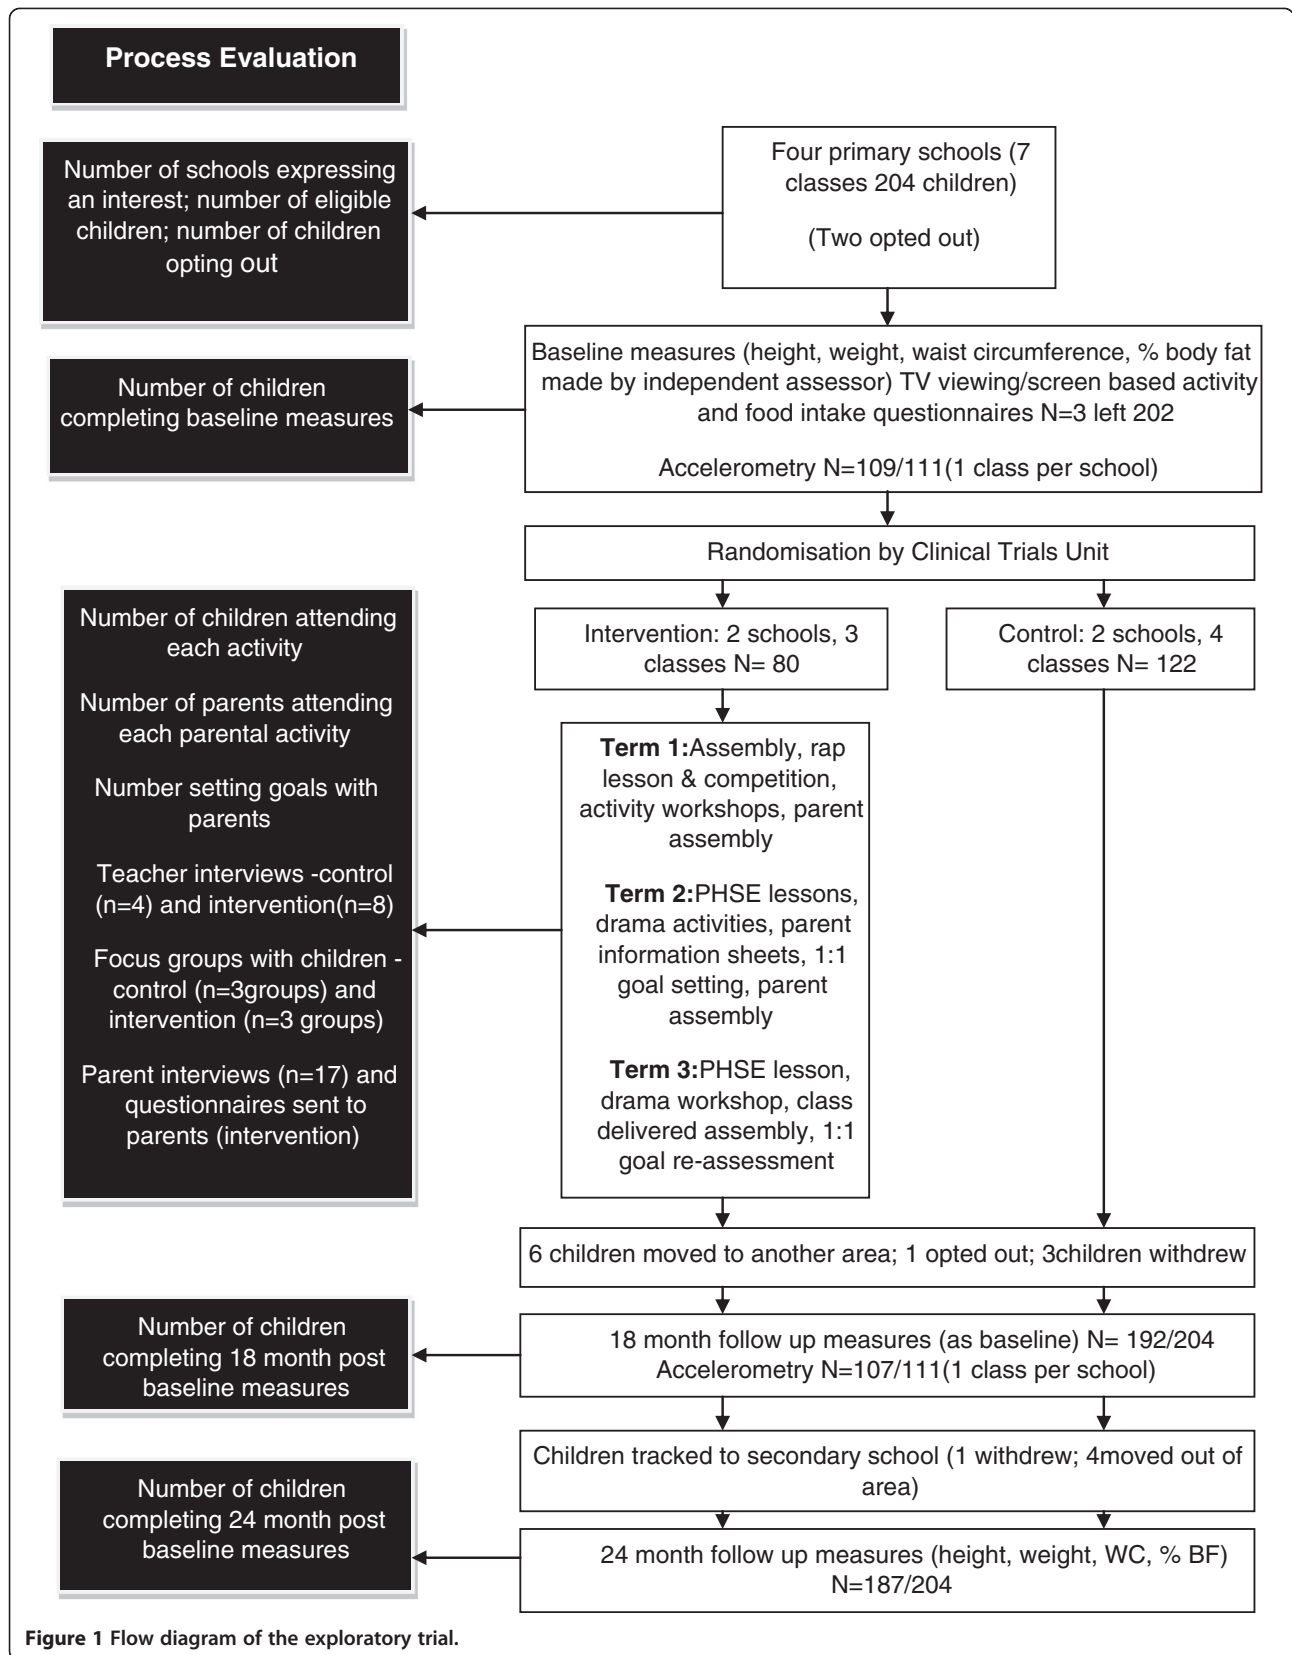 Process Evaluation
Number of schools expressing
an interest; number of eligible
children; number of children
opting out
Four primary schools (7
classes 204 children)
(Two opted out)
Number of children
completing baseline measures
Baseline measures (height, weight, waist circumference, % body fat
made by independent assessor) TV viewing/screen based activity
and food intake questionnaires N=3 left 202
Accelerometry N=109/111(1 class per school)
Randomisation by Clinical Trials Unit
Intervention: 2 schools, 3
classes N= 80
Control: 2 schools, 4
classes N= 122
Number of children attending
each activity
Number of parents attending
each parental activity
Number setting goals with
parents
Teacher interviews -control
(n=4) and intervention(n=8)
Focus groups with children -
control (n=3groups) and
intervention (n=3 groups)
Parent interviews (n=17) and
questionnaires sent to
parents (intervention)
Term 1:Assembly, rap
lesson & competition,
activity workshops, parent
assembly
Term 2:PHSE lessons,
drama activities, parent
information sheets, 1:1
goal setting, parent
assembly
Term 3:PHSE lesson,
drama workshop, class
delivered assembly, 1:1
goal re-assessment
6 children moved to another area; 1 opted out; 3children withdrew
Number of children
completing 18 month post
baseline measures
18 month follow up measures (as baseline) N= 192/204
Accelerometry N=107/111(1 class per school)
Children tracked to secondary school (1 withdrew; 4moved out of
area)
Number of children
completing 24 month post
baseline measures
24 month follow up measures (height, weight, WC, % BF)
N=187/204
Figure 1 Flow diagram of the exploratory trial.